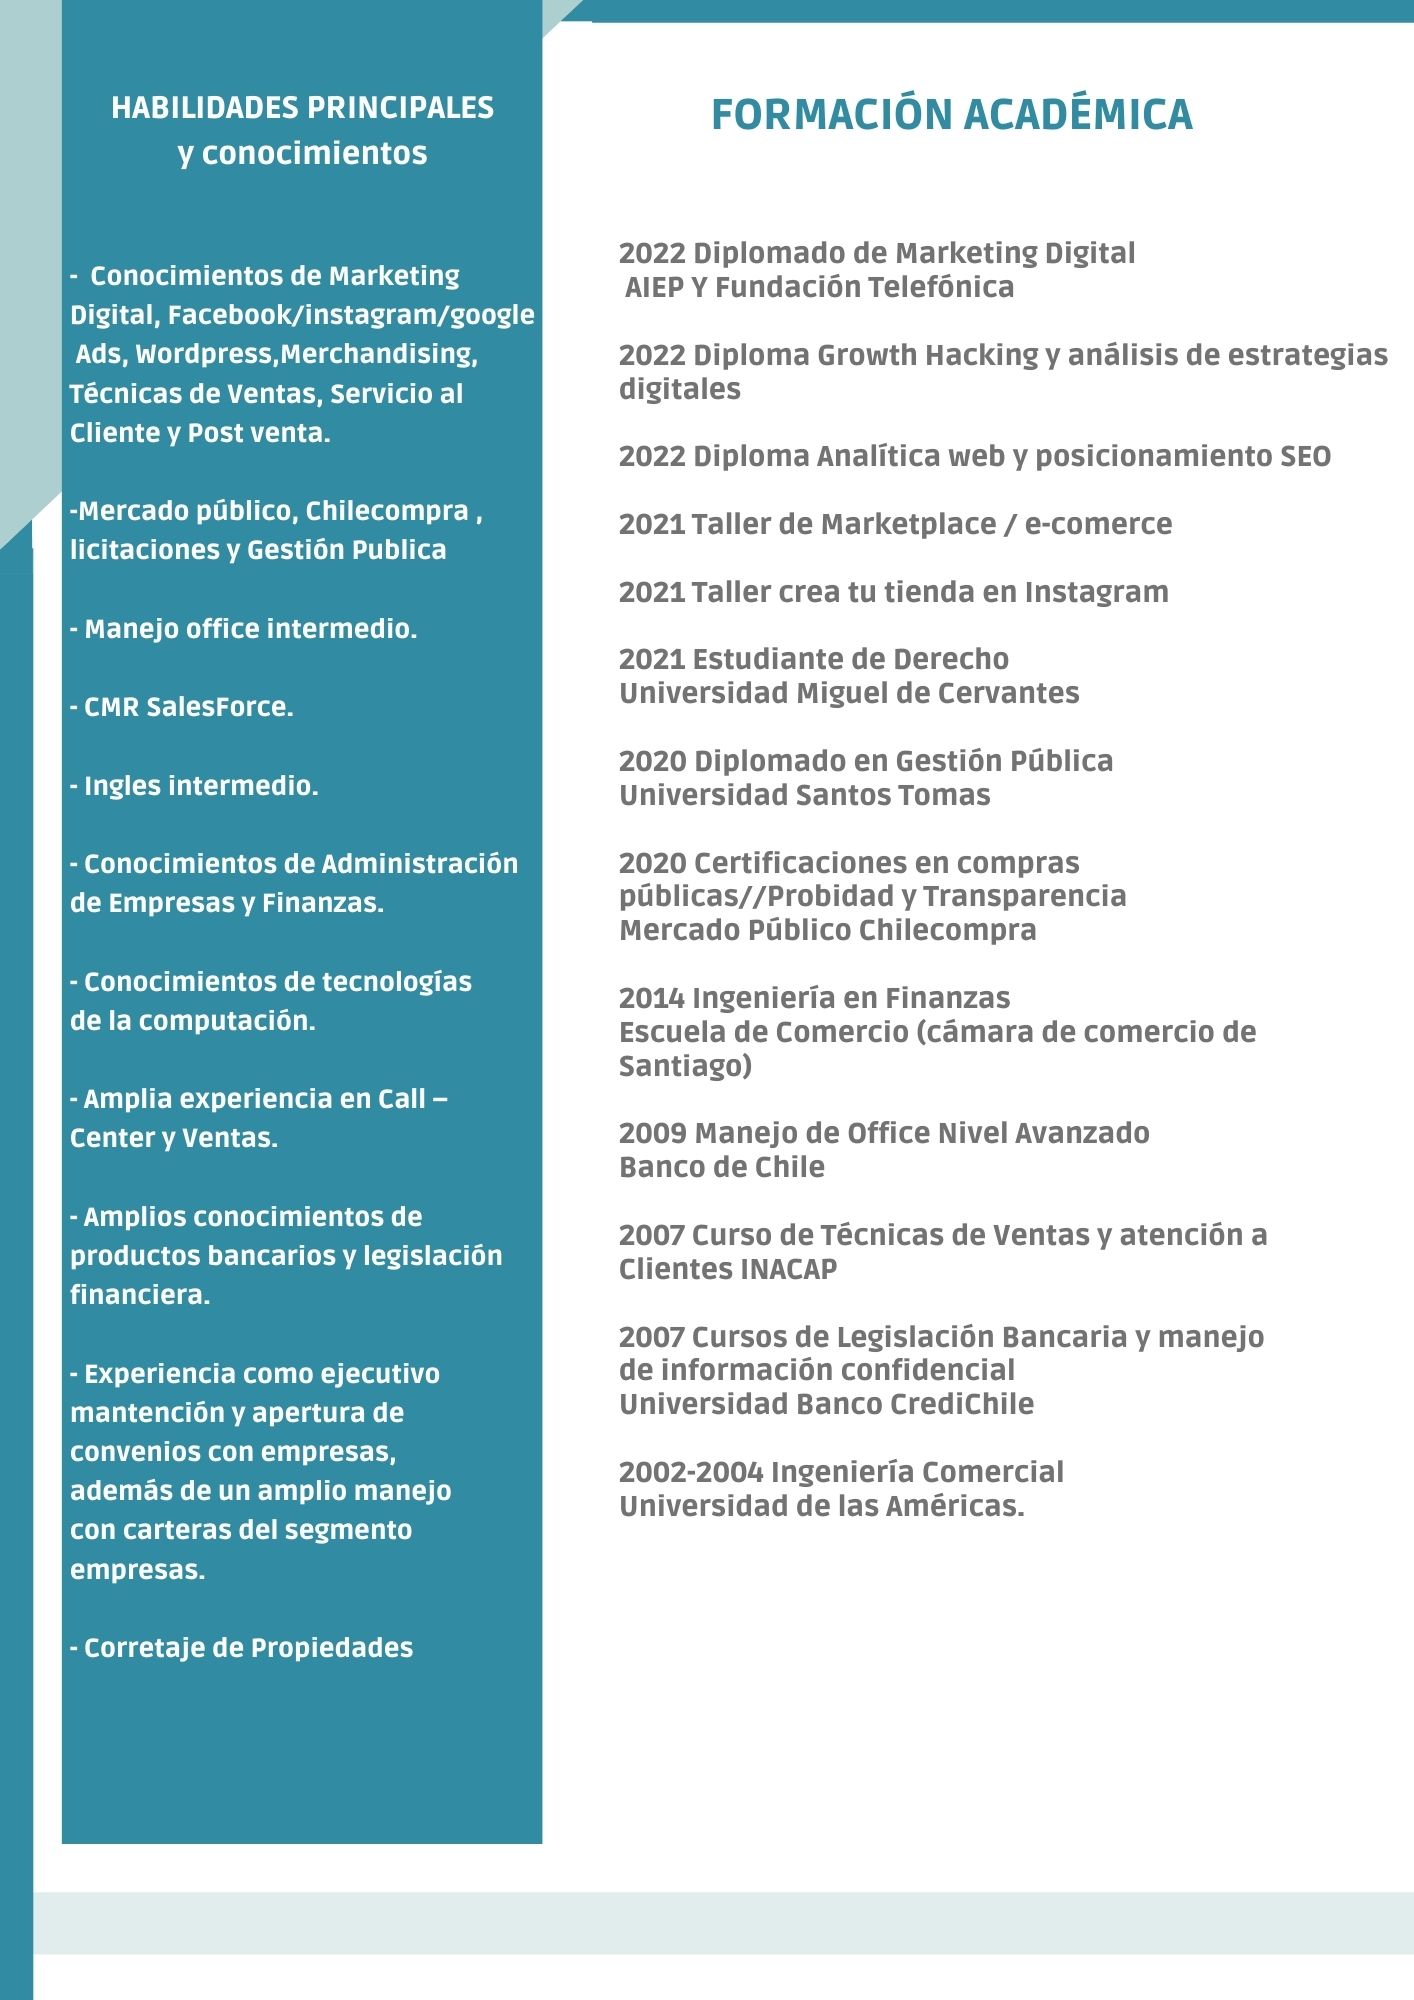 HABILIDADES PRINCIPALES
y conocimientos
- Conocimientos de Marketing
Digital, Facebook/instagram/google
Ads, Wordpress,Merchandising,
Técnicas de Ventas, Servicio al
Cliente y Post venta.
-Mercado público, Chilecompra ,
licitaciones y Gestión Publica
- Manejo office intermedio.
- CMR SalesForce.
- Ingles intermedio.
- Conocimientos de Administración
de Empresas y Finanzas.
- Conocimientos de tecnologías
de la computación.
- Amplia experiencia en Call –
Center y Ventas.
- Amplios conocimientos de
productos bancarios y legislación
financiera.
- Experiencia como ejecutivo
mantención y apertura de
convenios con empresas,
además de un amplio manejo
con carteras del segmento
empresas.
- Corretaje de Propiedades
FORMACIÓN ACADÉMICA
2022 Diplomado de Marketing Digital
AIEP Y Fundación Telefónica
2022 Diploma Growth Hacking y análisis de estrategias
digitales
2022 Diploma Analítica web y posicionamiento SEO
2021 Taller de Marketplace / e-comerce
2021 Taller crea tu tienda en Instagram
2021 Estudiante de Derecho
Universidad Miguel de Cervantes
2020 Diplomado en Gestión Pública
Universidad Santos Tomas
2020 Certificaciones en compras
públicas//Probidad y Transparencia
Mercado Público Chilecompra
2014 Ingeniería en Finanzas
Escuela de Comercio (cámara de comercio de
Santiago)
2009 Manejo de Office Nivel Avanzado
Banco de Chile
2007 Curso de Técnicas de Ventas y atención a
Clientes INACAP
2007 Cursos de Legislación Bancaria y manejo
de información confidencial
Universidad Banco CrediChile
2002-2004 Ingeniería Comercial
Universidad de las Américas.